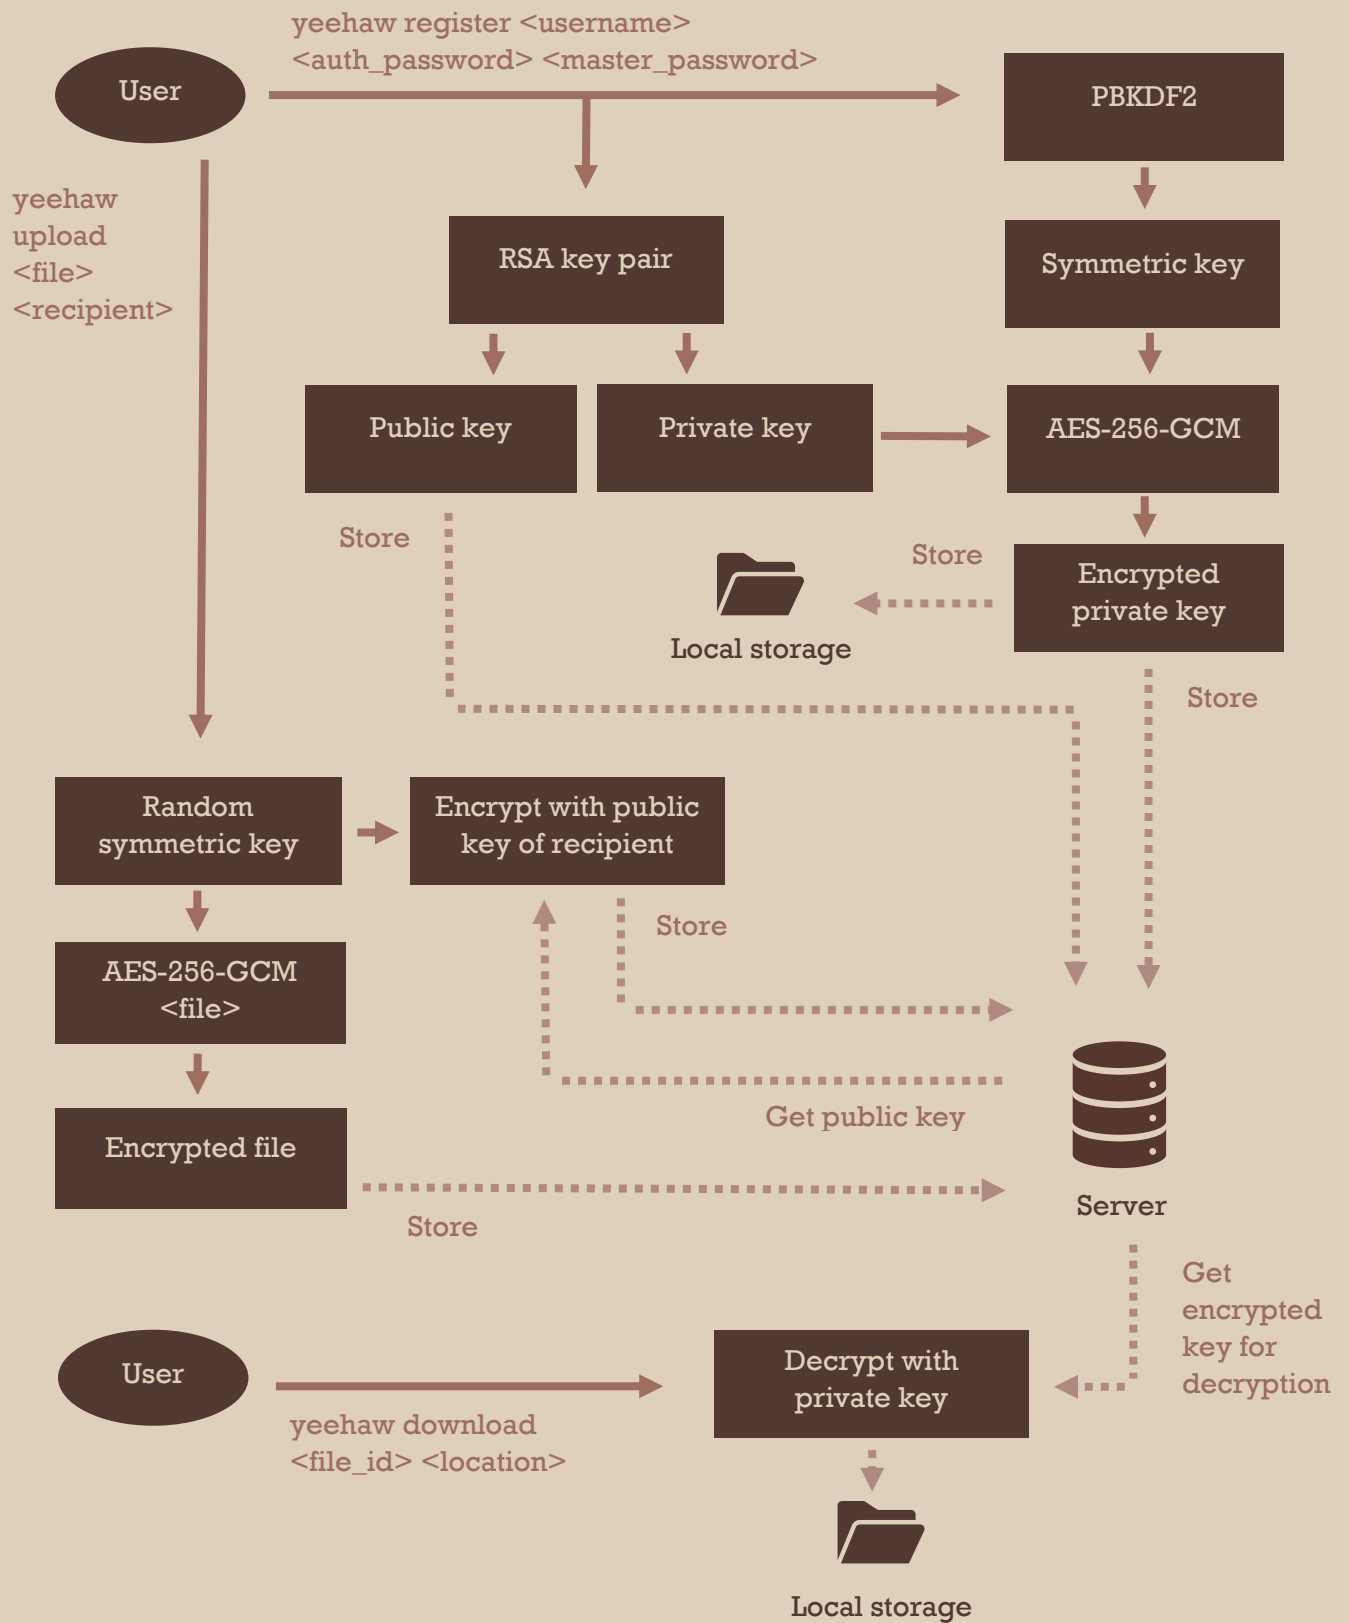 yeehaw register <username>
<auth_password> <master_password>
User
PBKDF2
yeehaw
upload
<file>
<recipient>
RSA key pair
Symmetric key
Public key
Private key
AES-256-GCM
Store
Store
Encrypted
private key
Local storage
Store
Random
symmetric key
Encrypt with public
key of recipient
Store
AES-256-GCM
<file>
Get public key
Encrypted file
Store
Server
Get
encrypted
key for
decryption
User
Decrypt with
private key
yeehaw download
<file_id> <location>
Local storage